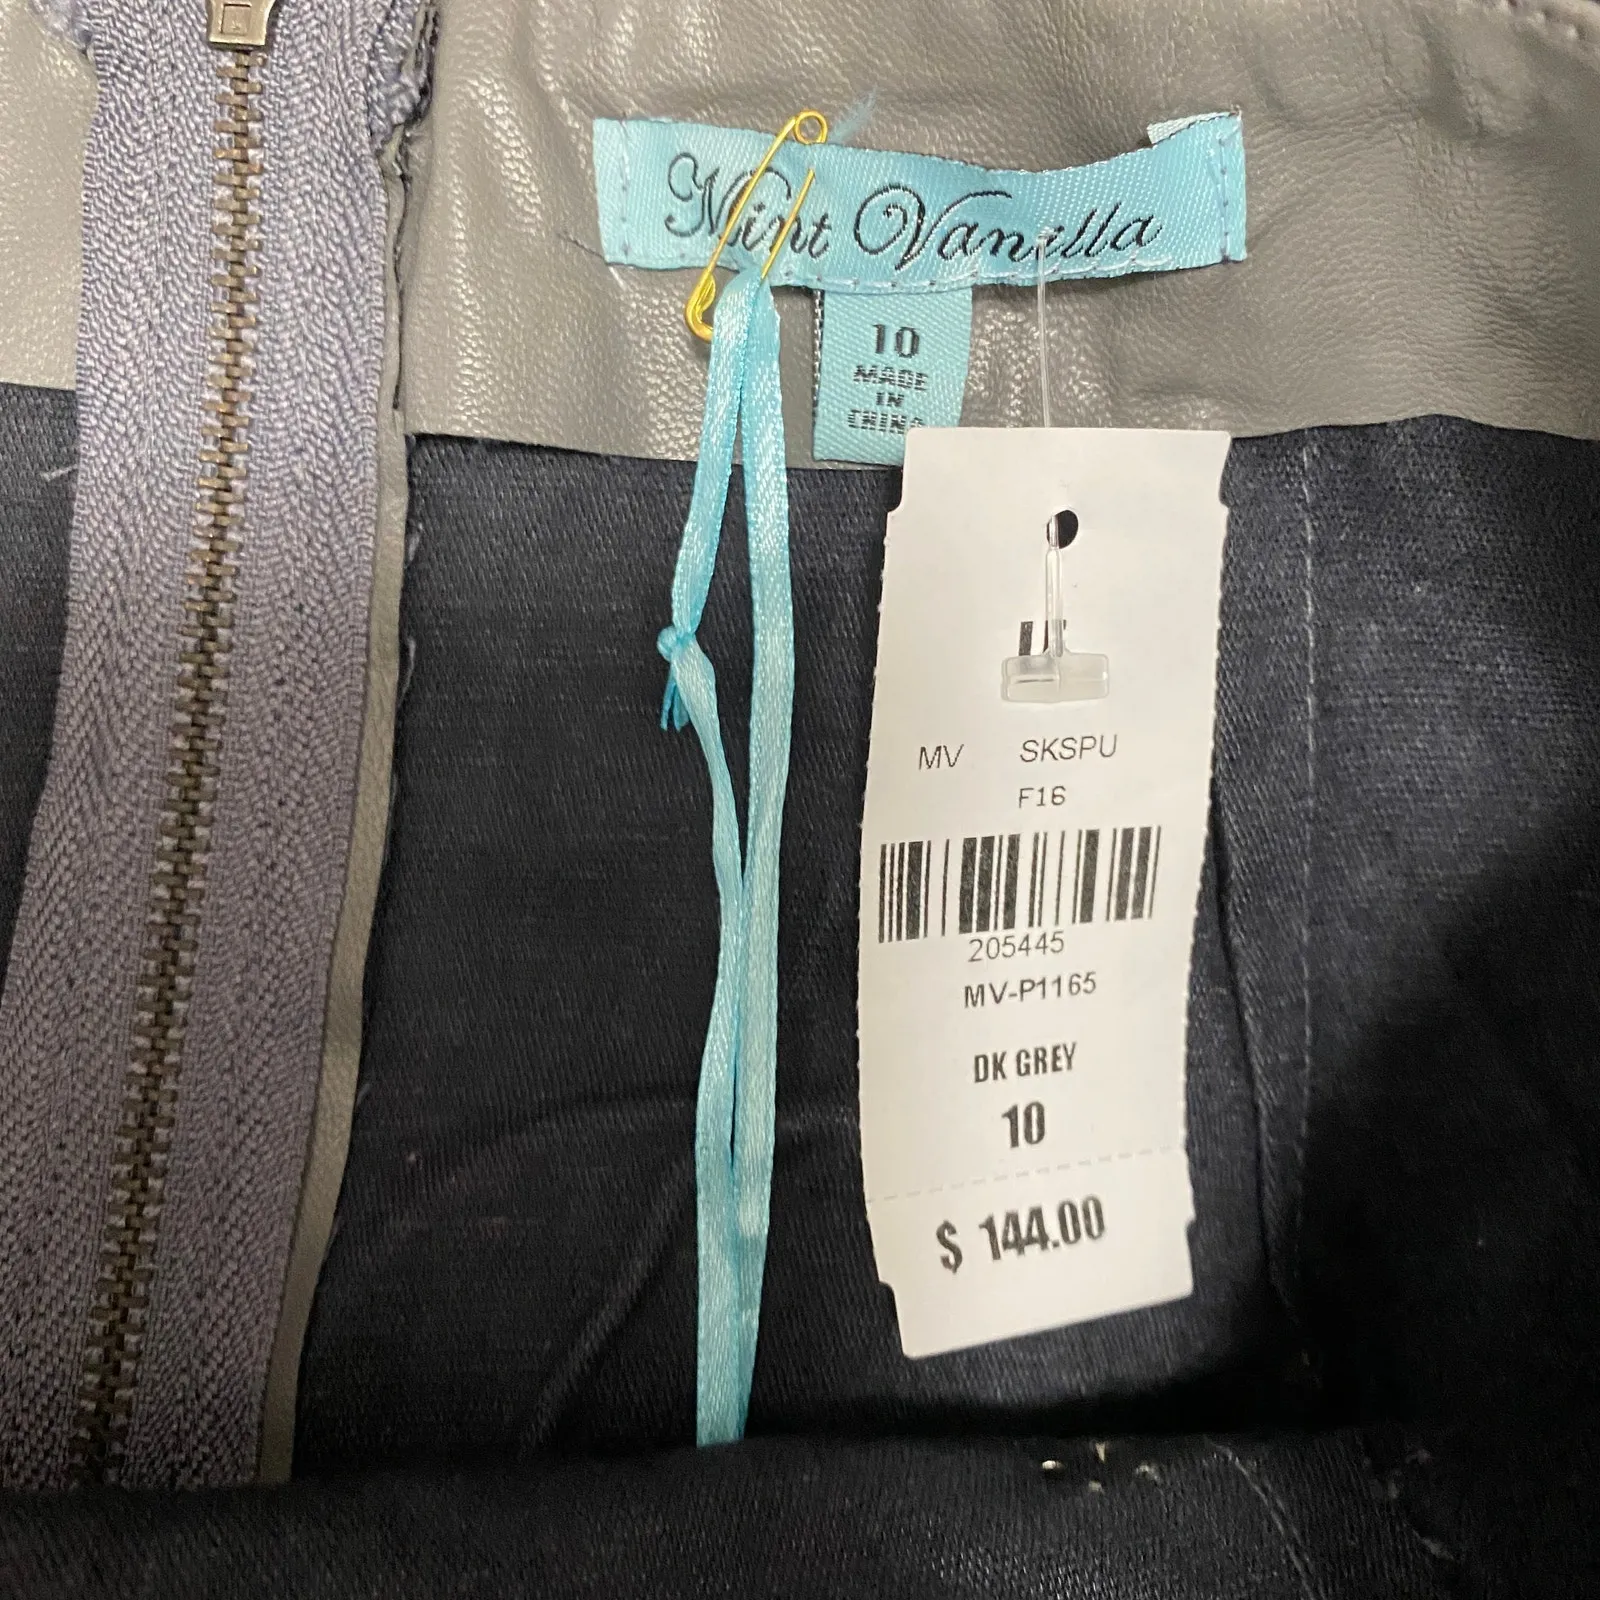 Mint Vanilla
10
MADE
IN
CHINA
MV SKSPU
F16
205445
MV-P1165
DK GREY
10
$ 144.00